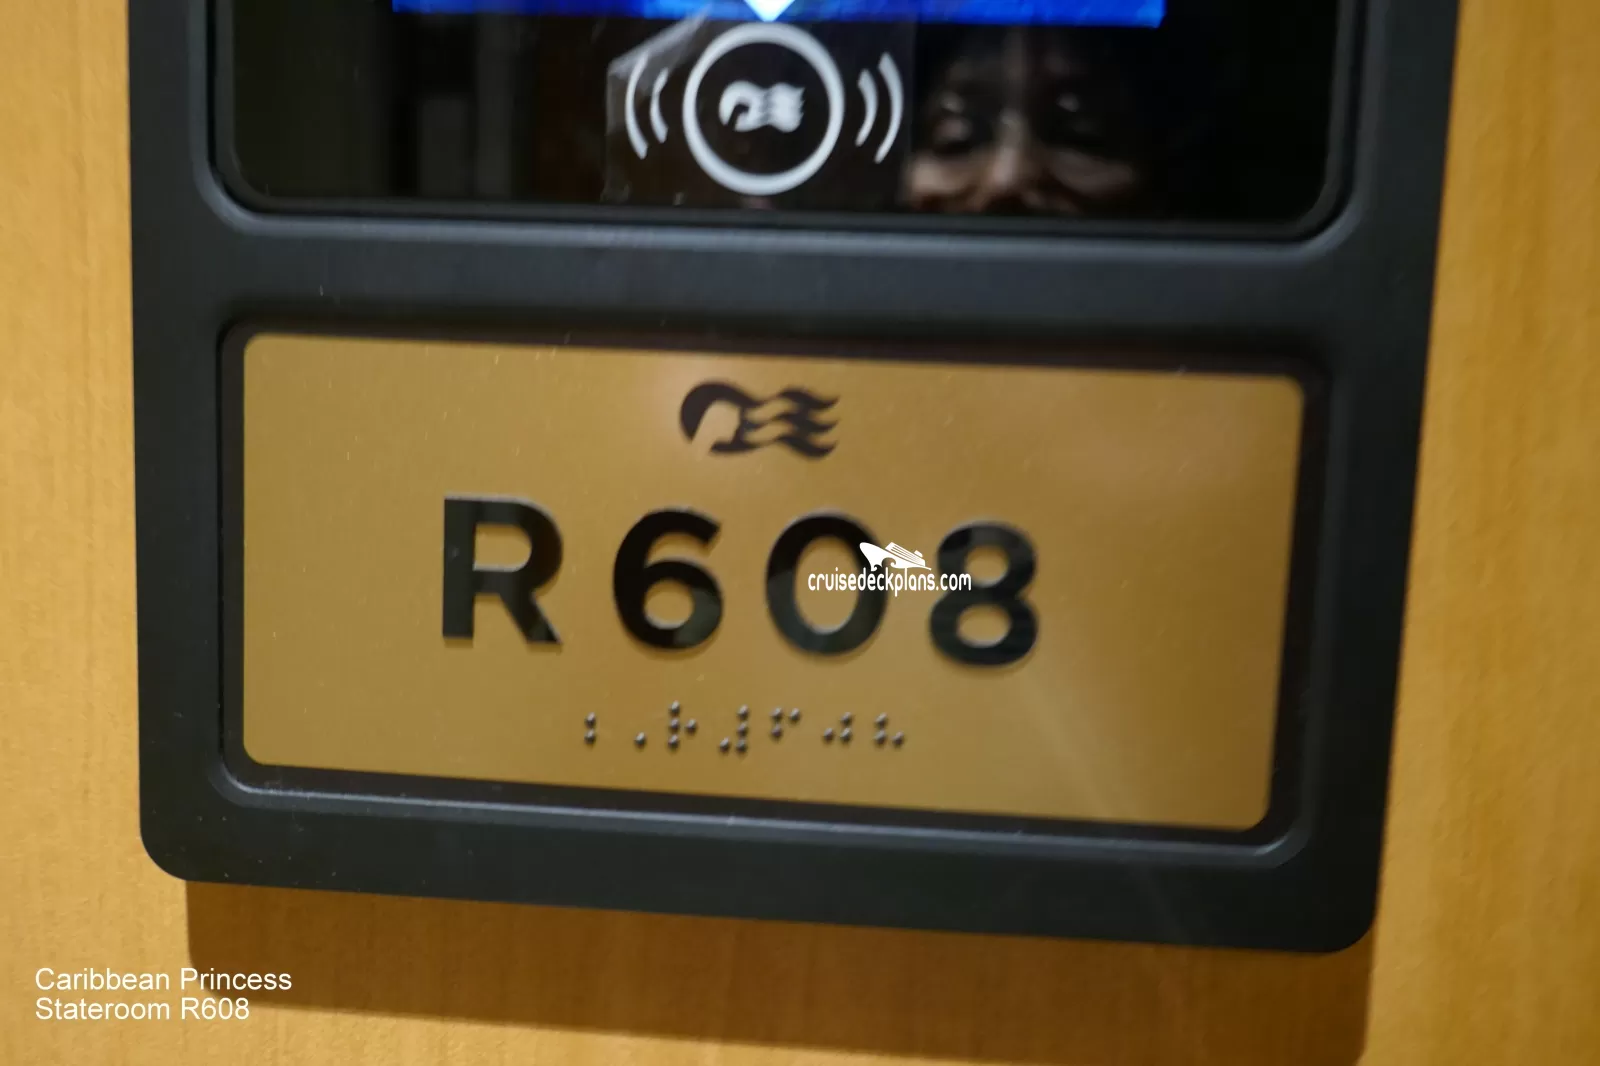 R608
cruisedeckplans.com
Caribbean Princess
Stateroom R608